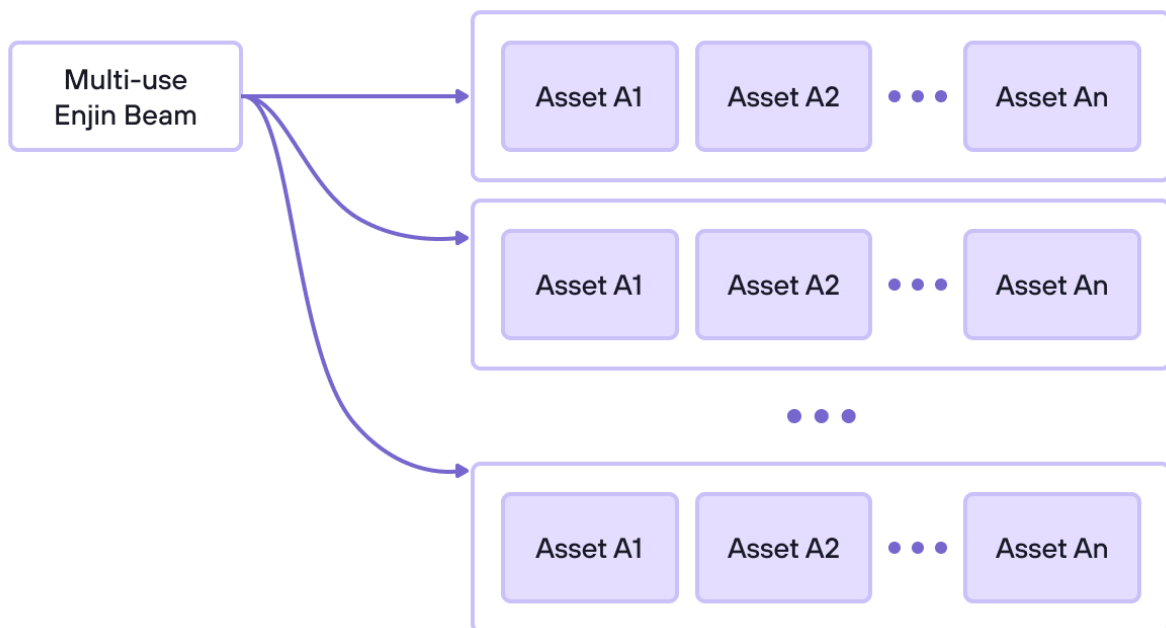 Multi-use
Enjin Beam
Asset A1
Asset A2
Asset An
Asset A1
Asset A2
Asset An
Asset A1
Asset A2
Asset An